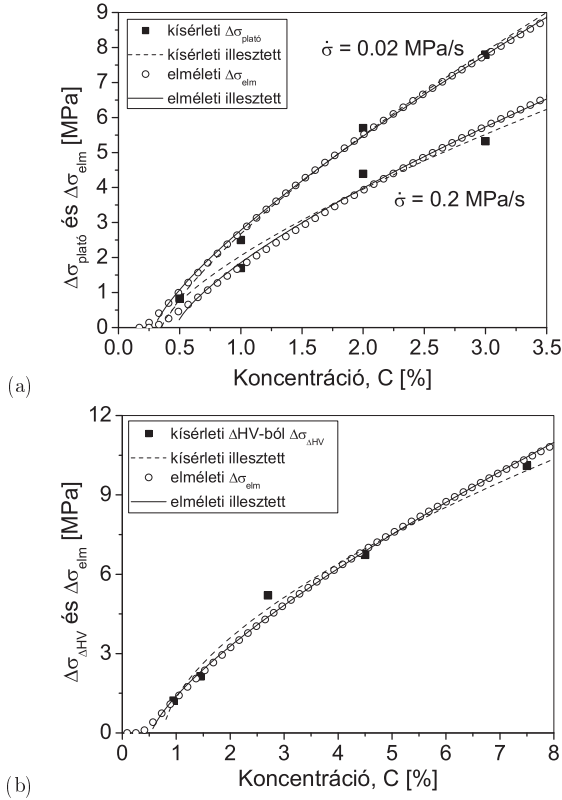 9
8
7
6
5
4
3
2
1
0
Δσplató és Δσelm [MPa]
kísérleti Δσplató
kísérleti illesztett
elméleti Δσelm
elméleti illesztett
σ̇ = 0.02 MPa/s
σ̇ = 0.2 MPa/s
0.0 0.5 1.0 1.5 2.0 2.5 3.0 3.5
Koncentráció, C [%]
(a)
12
9
6
3
0
ΔσΔHV és Δσelm [MPa]
kísérleti ΔHV-ból ΔσΔHV
kísérleti illesztett
elméleti Δσelm
elméleti illesztett
0 1 2 3 4 5 6 7 8
Koncentráció, C [%]
(b)